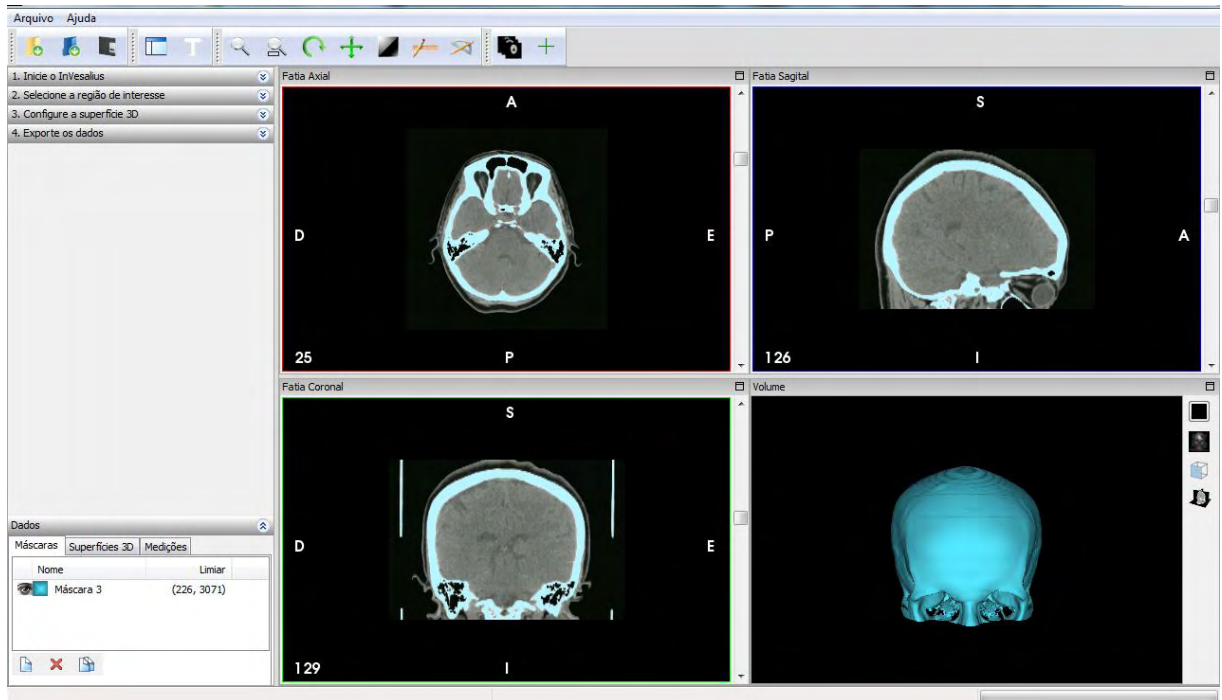 Arquivo Ajuda
1. Inicie o InVesalius
2. Selecione a região de interesse
3. Configure a superfície 3D
4. Exporte os dados
Dados
Máscaras Superfícies 3D Medições
Nome Limiar
Máscara 3 (226, 3071)
Fatia Axial
A
D E
25 P
Fatia Sagital
S
P A
126 I
Fatia Coronal
S
D E
129 I
Volume